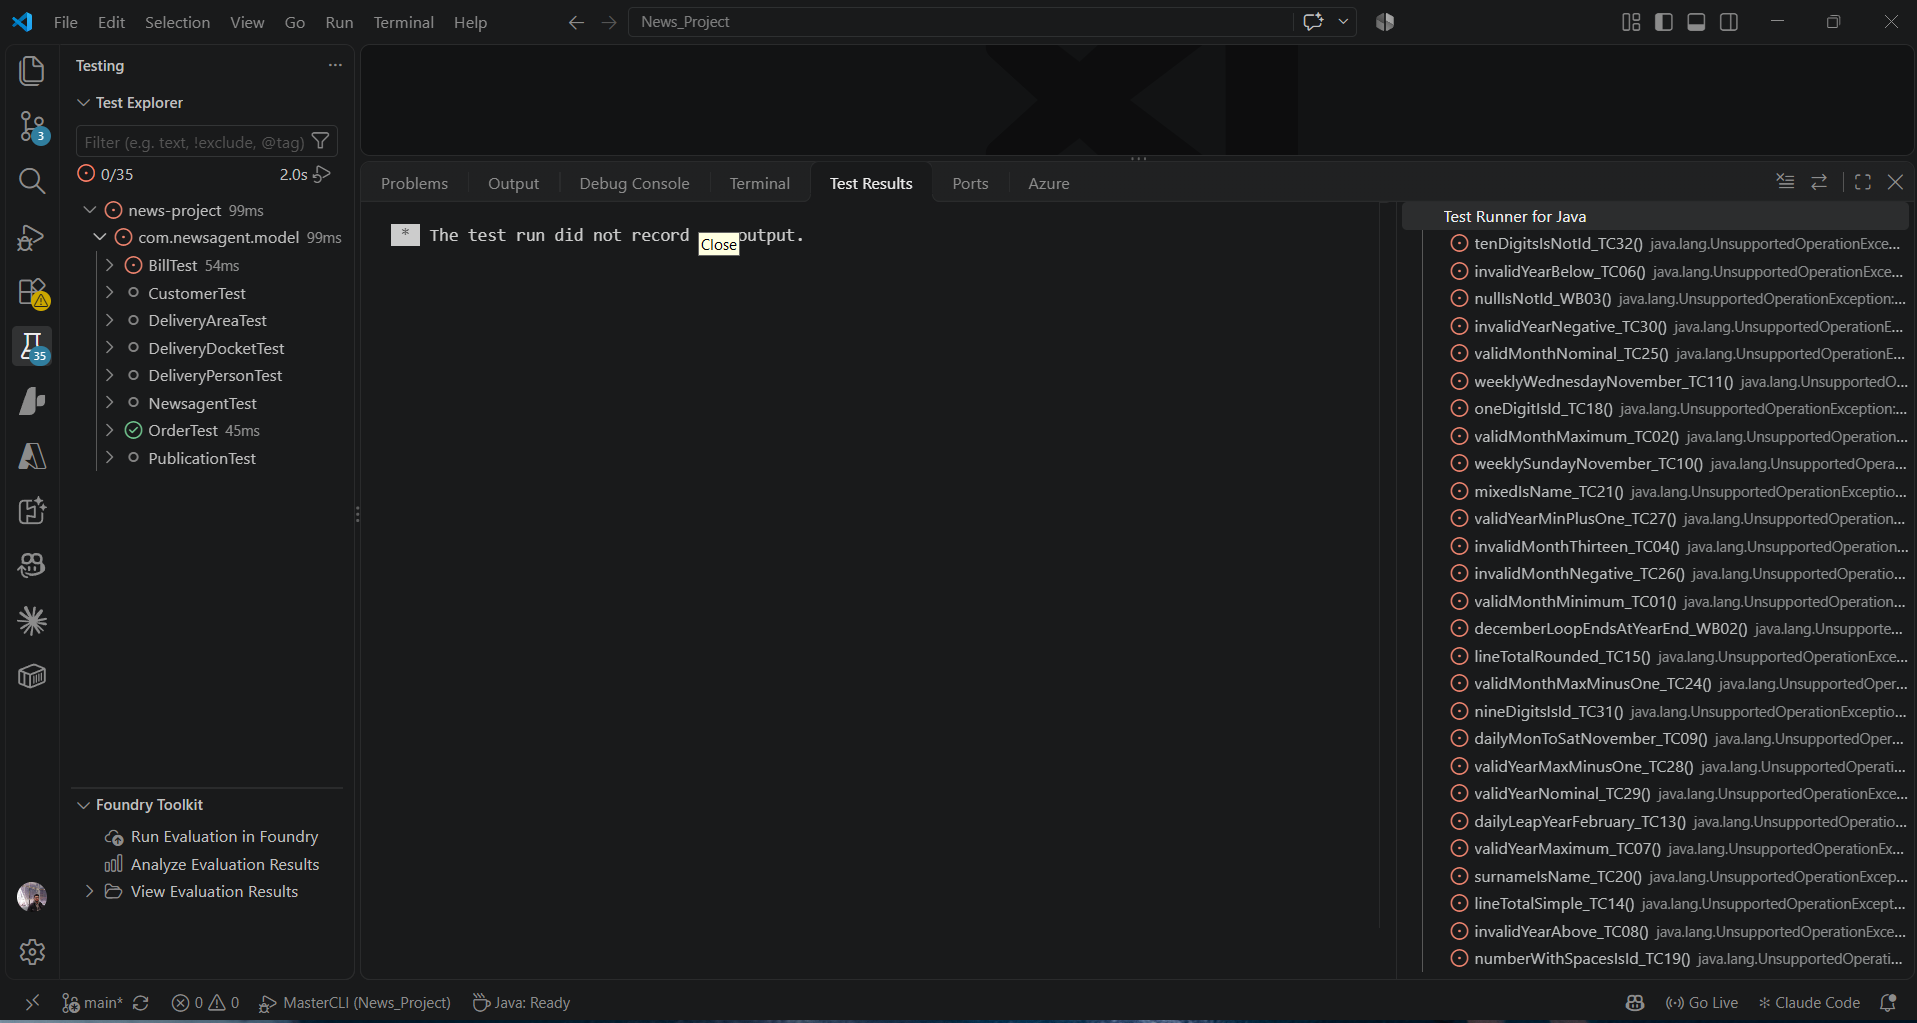 File Edit Selection View Go Run Terminal Help
News_Project
Testing
Test Explorer
Filter (e.g. text, !exclude, @tag)
0/35 2.0s
news-project 99ms
com.newsagent.model 99ms
BillTest 54ms
CustomerTest
DeliveryAreaTest
DeliveryDocketTest
DeliveryPersonTest
NewsagentTest
OrderTest 45ms
PublicationTest
3
35
Foundry Toolkit
Run Evaluation in Foundry
Analyze Evaluation Results
View Evaluation Results
Problems Output Debug Console Terminal Test Results Ports Azure
* The test run did not record output.
Close
Test Runner for Java
tenDigitsIsNotId_TC32() java.lang.UnsupportedOperationExce...
invalidYearBelow_TC06() java.lang.UnsupportedOperationExce...
nullIsNotId_WB03() java.lang.UnsupportedOperationException:...
invalidYearNegative_TC30() java.lang.UnsupportedOperationE...
validMonthNominal_TC25() java.lang.UnsupportedOperationE...
weeklyWednesdayNovember_TC11() java.lang.UnsupportedO...
oneDigitIsId_TC18() java.lang.UnsupportedOperationException:...
validMonthMaximum_TC02() java.lang.UnsupportedOperation...
weeklySundayNovember_TC10() java.lang.UnsupportedOpera...
mixedIsName_TC21() java.lang.UnsupportedOperationExceptio...
validYearMinPlusOne_TC27() java.lang.UnsupportedOperation...
invalidMonthThirteen_TC04() java.lang.UnsupportedOperation...
invalidMonthNegative_TC26() java.lang.UnsupportedOperatio...
validMonthMinimum_TC01() java.lang.UnsupportedOperation...
decemberLoopEndsAtYearEnd_WB02() java.lang.Unsupporte...
lineTotalRounded_TC15() java.lang.UnsupportedOperationExce...
validMonthMaxMinusOne_TC24() java.lang.UnsupportedOper...
nineDigitsIsId_TC31() java.lang.UnsupportedOperationExceptio...
dailyMonToSatNovember_TC09() java.lang.UnsupportedOper...
validYearMaxMinusOne_TC28() java.lang.UnsupportedOperati...
validYearNominal_TC29() java.lang.UnsupportedOperationExce...
dailyLeapYearFebruary_TC13() java.lang.UnsupportedOperatio...
validYearMaximum_TC07() java.lang.UnsupportedOperationEx...
surnameIsName_TC20() java.lang.UnsupportedOperationExcep...
lineTotalSimple_TC14() java.lang.UnsupportedOperationExcept...
invalidYearAbove_TC08() java.lang.UnsupportedOperationExce...
numberWithSpacesIsId_TC19() java.lang.UnsupportedOperati...
main* 0 0 MasterCLI (News_Project) Java: Ready Go Live Claude Code